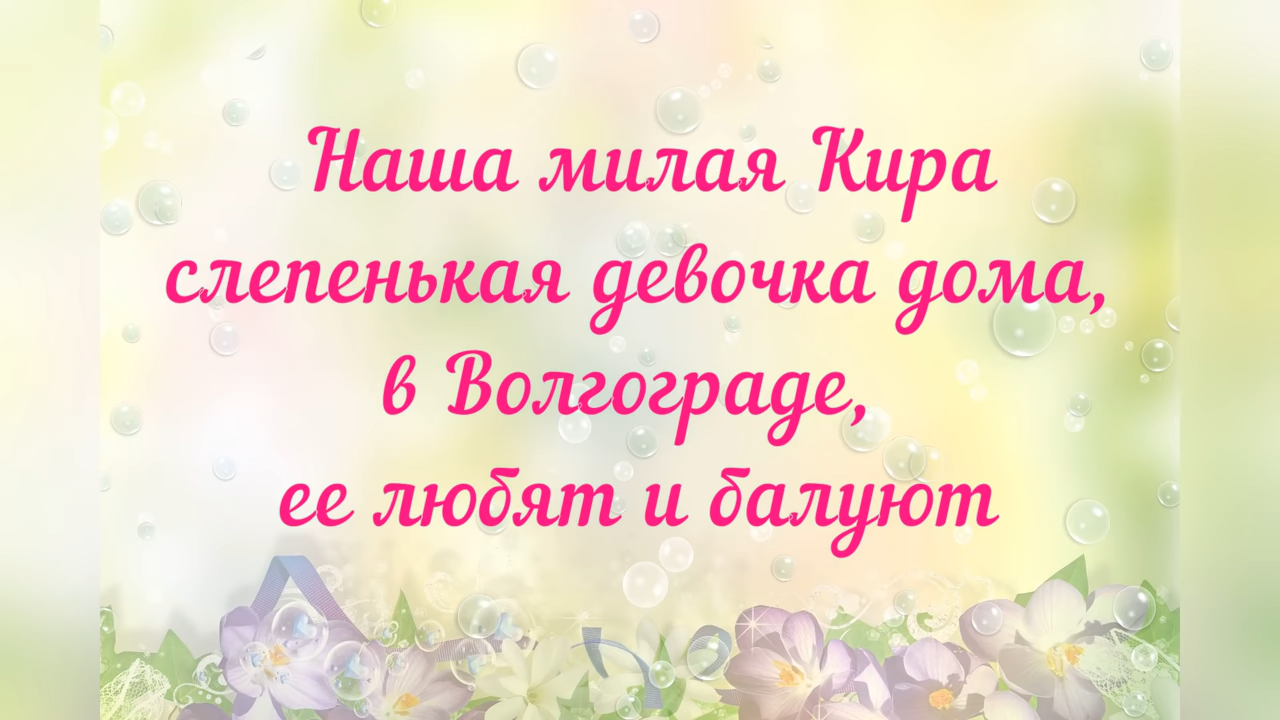 Наша милая Кира
слепенькая девочка дома,
в Волгограде,
ее любят и балуют